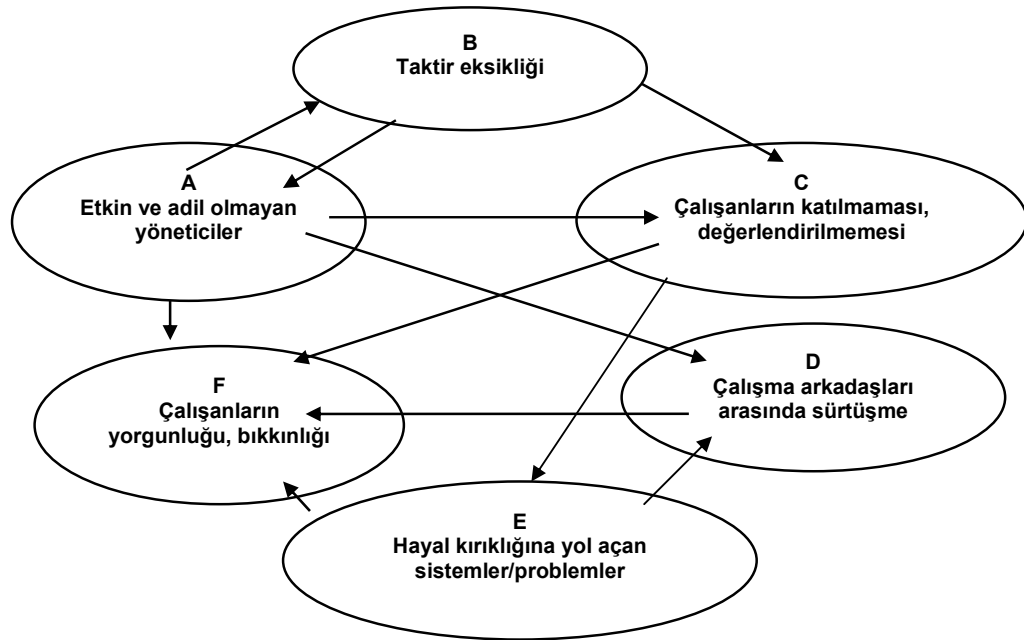 B
Taktir eksikliği
A
Etkin ve adil olmayan
yöneticiler
C
Çalışanların katılmaması,
değerlendirilmemesi
F
Çalışanların
yorgunluğu, bıkkınlığı
D
Çalışma arkadaşları
arasında sürtüşme
E
Hayal kırıklığına yol açan
sistemler/problemler